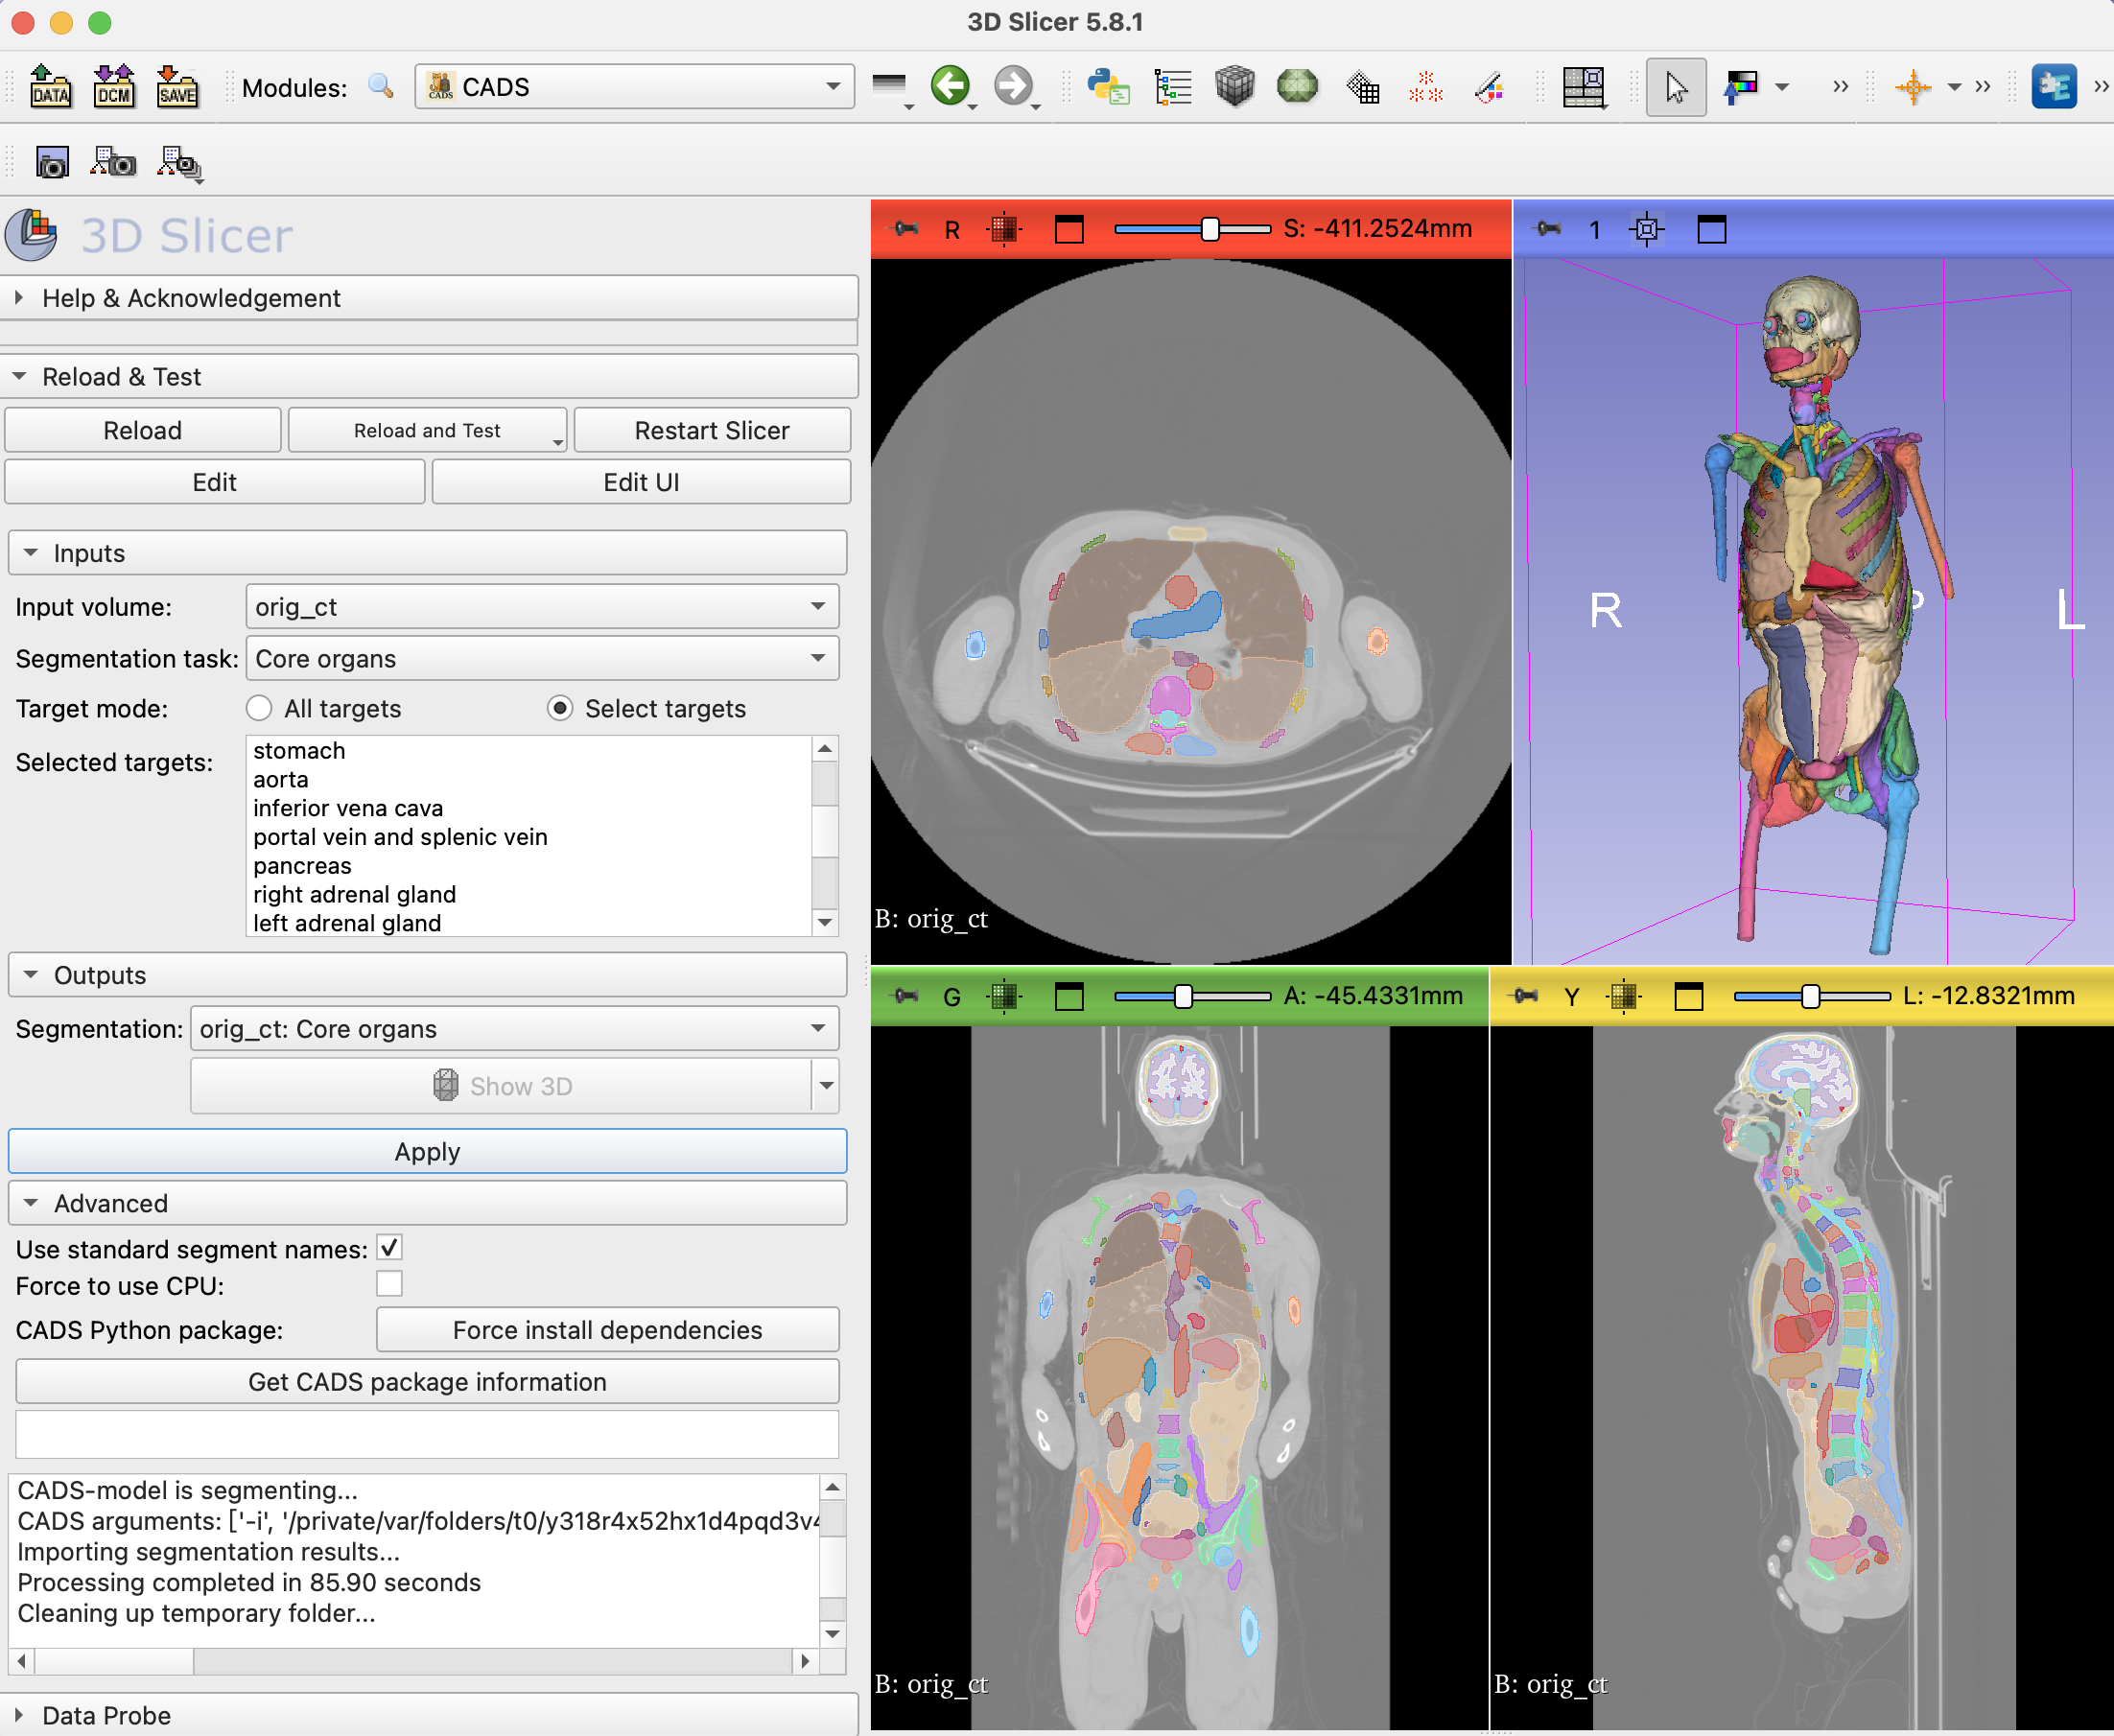 3D Slicer 5.8.1
DATA
DCM
SAVE
Modules:
CADS
CADS
3D Slicer
Help & Acknowledgement
Reload & Test
Reload
Reload and Test
Restart Slicer
Edit
Edit UI
Inputs
Input volume:
orig_ct
Segmentation task:
Core organs
Target mode:
All targets
Select targets
Selected targets:
stomach
aorta
inferior vena cava
portal vein and splenic vein
pancreas
right adrenal gland
left adrenal gland
Outputs
Segmentation:
orig_ct: Core organs
Show 3D
Apply
Advanced
Use standard segment names:
Force to use CPU:
CADS Python package:
Force install dependencies
Get CADS package information
CADS-model is segmenting...
CADS arguments: ['-i', '/private/var/folders/t0/y318r4x52hx1d4pqd3v4
Importing segmentation results...
Processing completed in 85.90 seconds
Cleaning up temporary folder...
Data Probe
R
S: -411.2524mm
B: orig_ct
1
R
P
L
G
A: -45.4331mm
B: orig_ct
Y
L: -12.8321mm
B: orig_ct